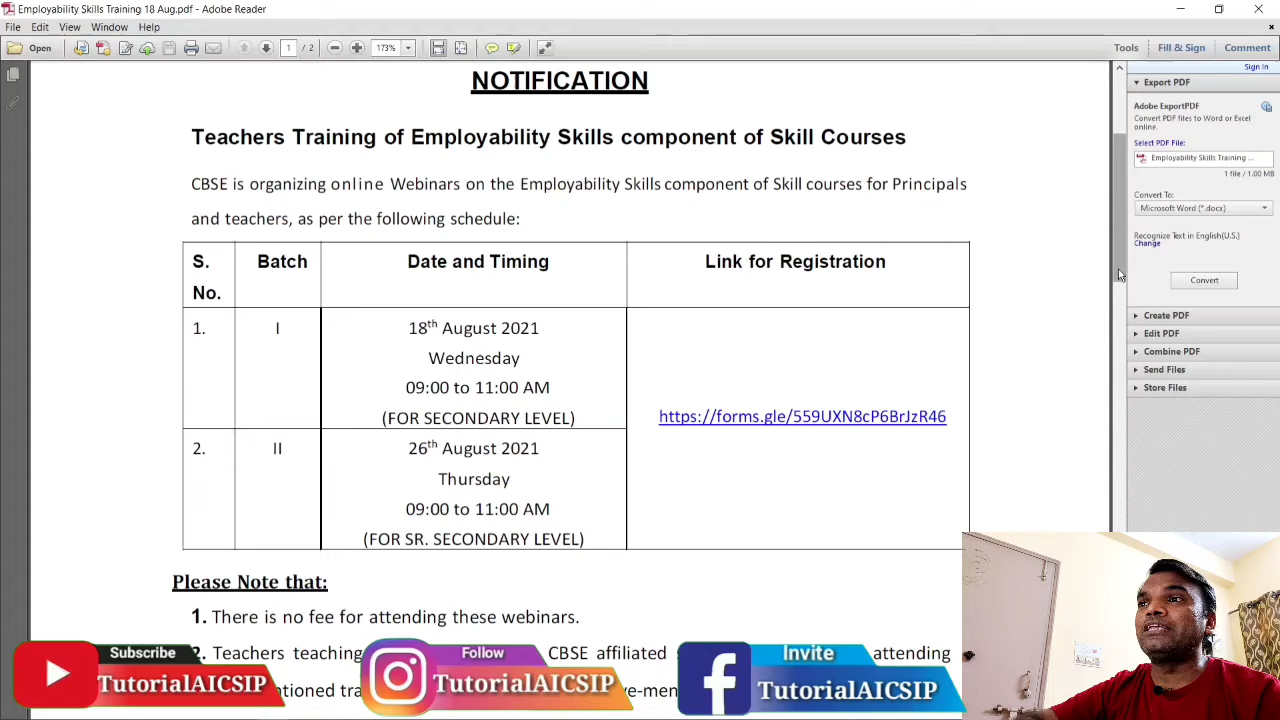 Employability Skills Training 18 Aug.pdf - Adobe Reader
File Edit View Window Help
Open 1 / 2 173% Tools Fill & Sign Comment
Sign In
NOTIFICATION
Teachers Training of Employability Skills component of Skill Courses
CBSE is organizing online Webinars on the Employability Skills component of Skill courses for Principals
and teachers, as per the following schedule:
S. No. Batch Date and Timing Link for Registration
1. I 18th August 2021
Wednesday
09:00 to 11:00 AM
(FOR SECONDARY LEVEL)
https://forms.gle/559UXN8cP6BrJzR46
2. II 26th August 2021
Thursday
09:00 to 11:00 AM
(FOR SR. SECONDARY LEVEL)
Please Note that:
1. There is no fee for attending these webinars.
2. Teachers teaching CBSE affiliated attending
Export PDF
Adobe ExportPDF
Convert PDF files to Word or Excel
online.
Select PDF File:
Employability Skills Training ...
1 file / 1.00 MB
Convert To:
Microsoft Word (*.docx)
Recognize Text in English(U.S.)
Change
Convert
Create PDF
Edit PDF
Combine PDF
Send Files
Store Files
Subscribe
TutorialAICSIP
Follow
TutorialAICSIP
Invite
TutorialAICSIP